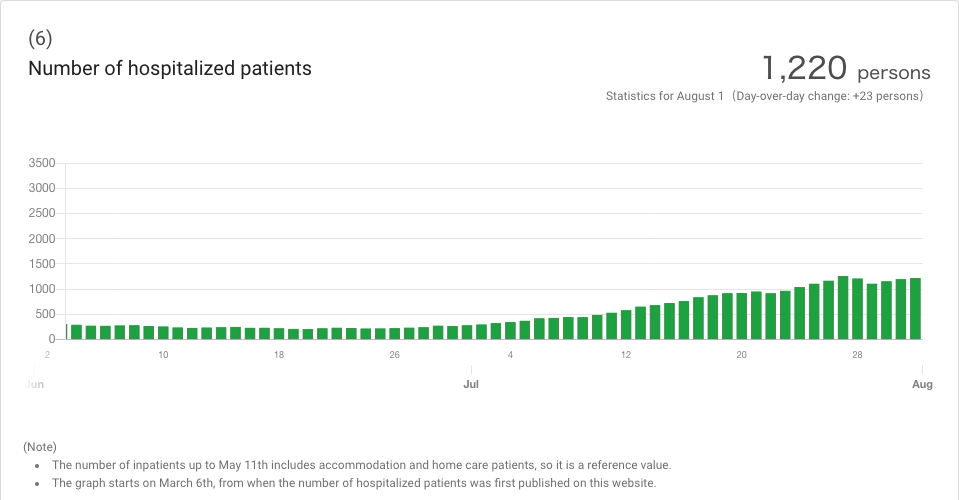 (6)
Number of hospitalized patients
1,220 persons
Statistics for August 1 (Day-over-day change: +23 persons)
3500
3000
2500
2000
1500
1000
500
0
2 10 18 26 4 12 20 28
Jun Jul Aug
(Note)
• The number of inpatients up to May 11th includes accommodation and home care patients, so it is a reference value.
• The graph starts on March 6th, from when the number of hospitalized patients was first published on this website.